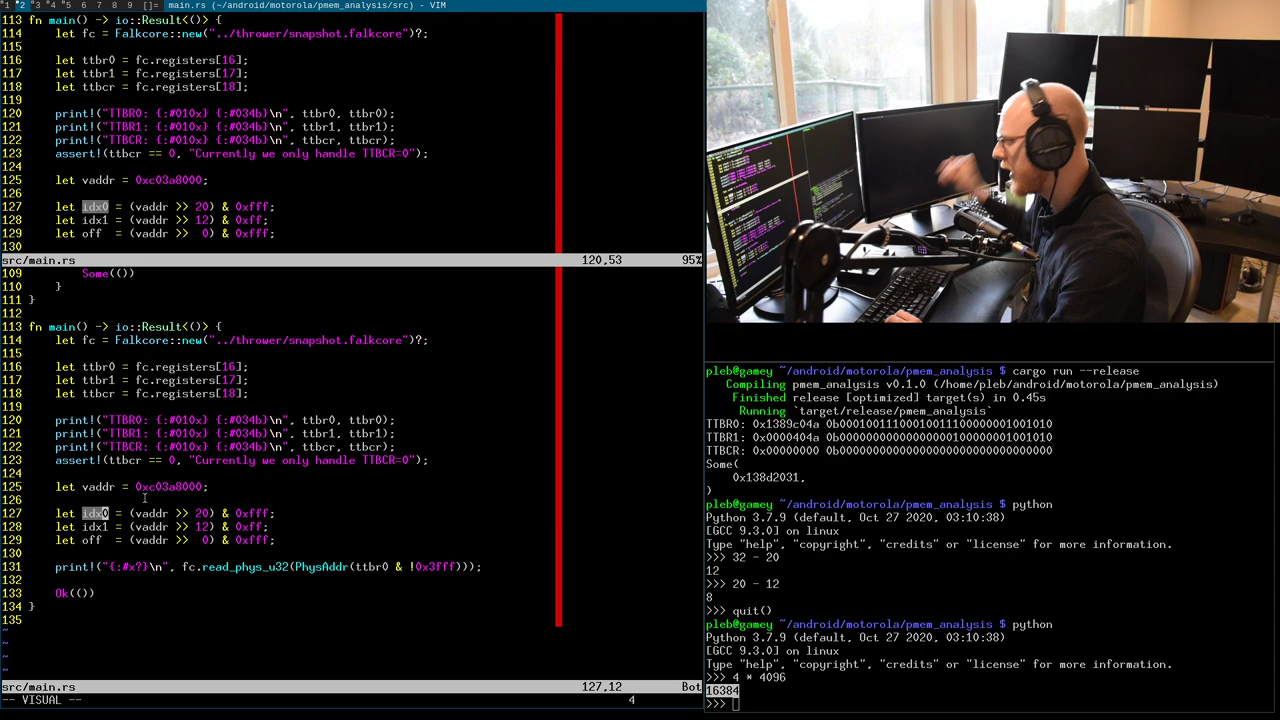 1 2 3 4 5 6 7 8 9 []= main.rs (~/android/motorola/pmem_analysis/src) - VIM
113 fn main() -> io::Result<()> {
114     let fc = Falkcore::new("../thrower/snapshot.falkcore")?;
115
116     let ttbr0 = fc.registers[16];
117     let ttbr1 = fc.registers[17];
118     let ttbcr = fc.registers[18];
119
120     print!("TTBR0: {:#010x} {:#034b}\n", ttbr0, ttbr0);
121     print!("TTBR1: {:#010x} {:#034b}\n", ttbr1, ttbr1);
122     print!("TTBCR: {:#010x} {:#034b}\n", ttbcr, ttbcr);
123     assert!(ttbcr == 0, "Currently we only handle TTBCR=0");
124
125     let vaddr = 0xc03a8000;
126
127     let idx0 = (vaddr >> 20) & 0xfff;
128     let idx1 = (vaddr >> 12) & 0xff;
129     let off  = (vaddr >>  0) & 0xfff;
130
src/main.rs 120,53 95%
109         Some(())
110     }
111 }
112
113 fn main() -> io::Result<()> {
114     let fc = Falkcore::new("../thrower/snapshot.falkcore")?;
115
116     let ttbr0 = fc.registers[16];
117     let ttbr1 = fc.registers[17];
118     let ttbcr = fc.registers[18];
119
120     print!("TTBR0: {:#010x} {:#034b}\n", ttbr0, ttbr0);
121     print!("TTBR1: {:#010x} {:#034b}\n", ttbr1, ttbr1);
122     print!("TTBCR: {:#010x} {:#034b}\n", ttbcr, ttbcr);
123     assert!(ttbcr == 0, "Currently we only handle TTBCR=0");
124
125     let vaddr = 0xc03a8000;
126
127     let idx0 = (vaddr >> 20) & 0xfff;
128     let idx1 = (vaddr >> 12) & 0xff;
129     let off  = (vaddr >>  0) & 0xfff;
130
131     print!("{:#x?}\n", fc.read_phys_u32(PhysAddr(ttbr0 & !0x3fff)));
132
133     Ok(())
134 }
135
~
~
~
~
src/main.rs 127,12 Bot
-- VISUAL -- 4
pleb@gamey ~/android/motorola/pmem_analysis $ cargo run --release
   Compiling pmem_analysis v0.1.0 (/home/pleb/android/motorola/pmem_analysis)
    Finished release [optimized] target(s) in 0.45s
     Running `target/release/pmem_analysis`
TTBR0: 0x1389c04a 0b00010011100010011100000001001010
TTBR1: 0x0000404a 0b00000000000000000100000001001010
TTBCR: 0x00000000 0b00000000000000000000000000000000
Some(
    0x138d2031,
)
pleb@gamey ~/android/motorola/pmem_analysis $ python
Python 3.7.9 (default, Oct 27 2020, 03:10:38)
[GCC 9.3.0] on linux
Type "help", "copyright", "credits" or "license" for more information.
>>> 32 - 20
12
>>> 20 - 12
8
>>> quit()
pleb@gamey ~/android/motorola/pmem_analysis $ python
Python 3.7.9 (default, Oct 27 2020, 03:10:38)
[GCC 9.3.0] on linux
Type "help", "copyright", "credits" or "license" for more information.
>>> 4 * 4096
16384
>>>